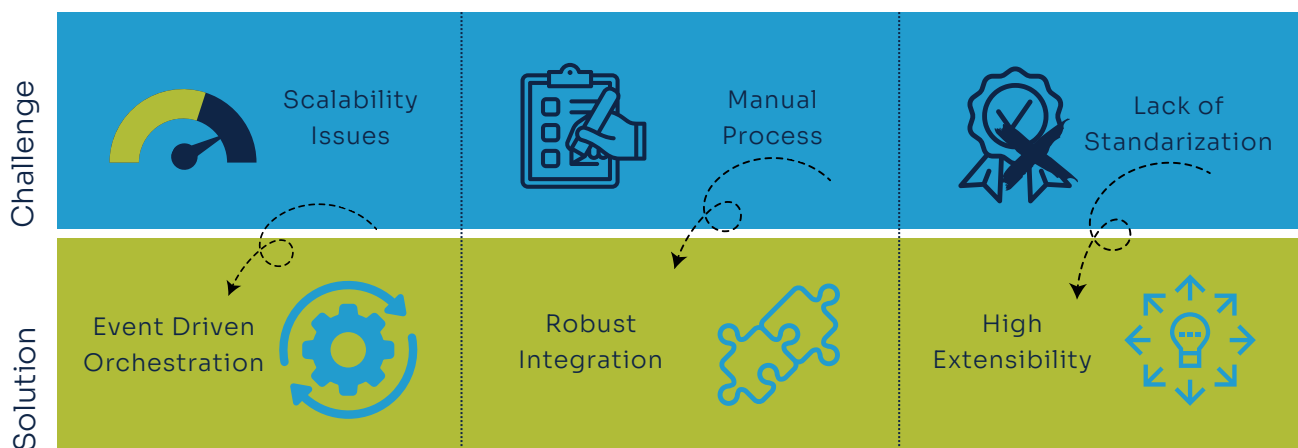 Challenge
Scalability
Issues
Manual
Process
Lack of
Standarization
Solution
Event Driven
Orchestration
Robust
Integration
High
Extensibility